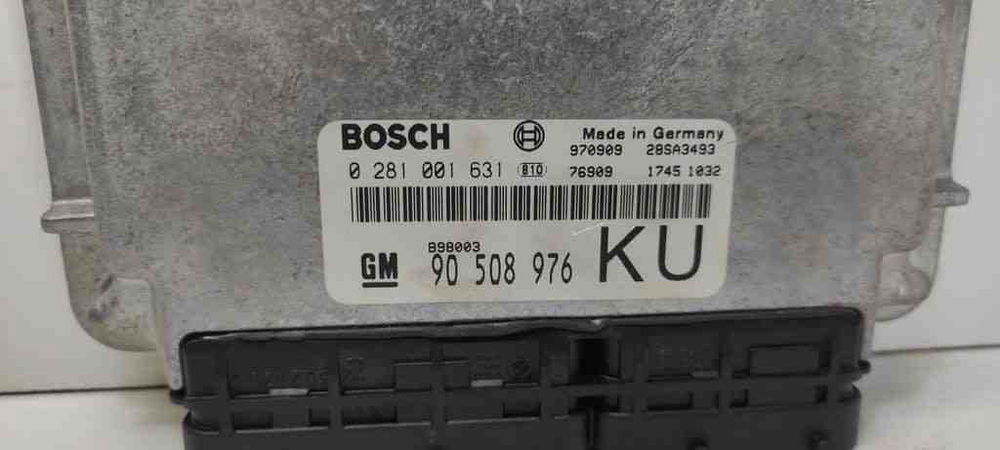 BOSCH Made in Germany
970909 28SA3493
0 281 001 631 810 76909 1745 1032
898003
GM 90 508 976 KU